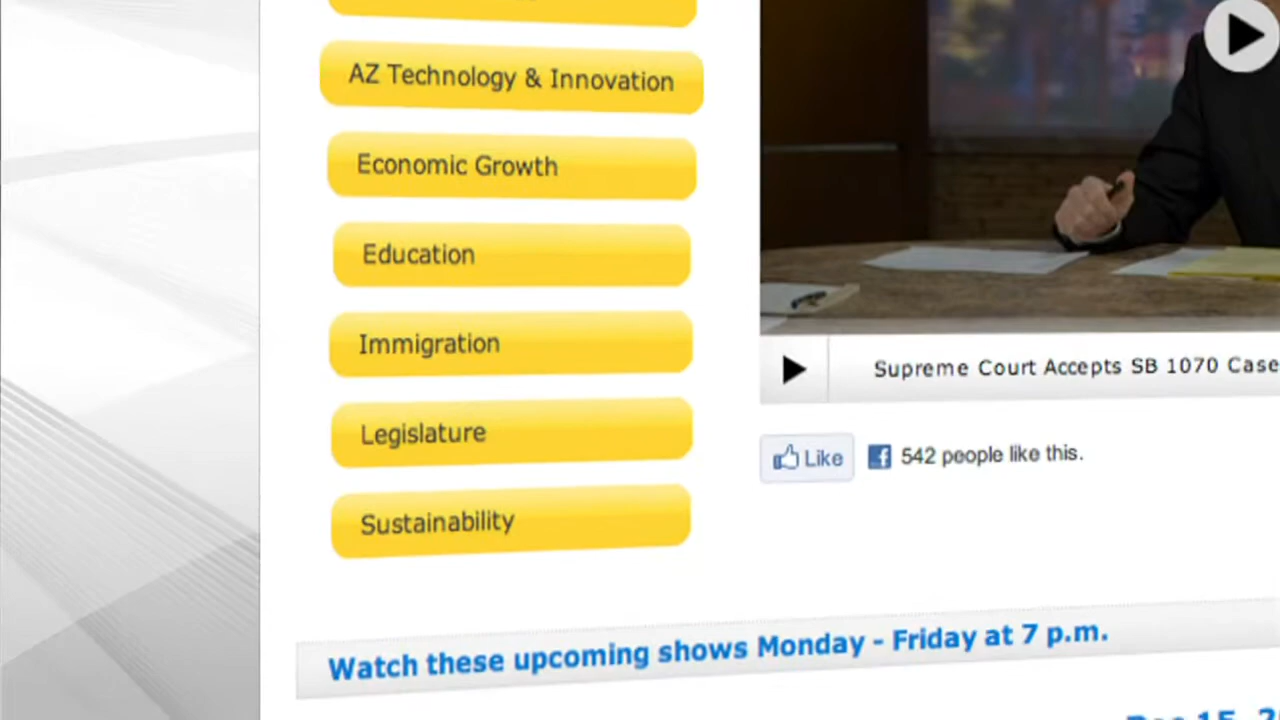 AZ Technology & Innovation
Economic Growth
Education
Immigration
Legislature
Sustainability
Supreme Court Accepts SB 1070 Case
Like
542 people like this.
Watch these upcoming shows Monday - Friday at 7 p.m.